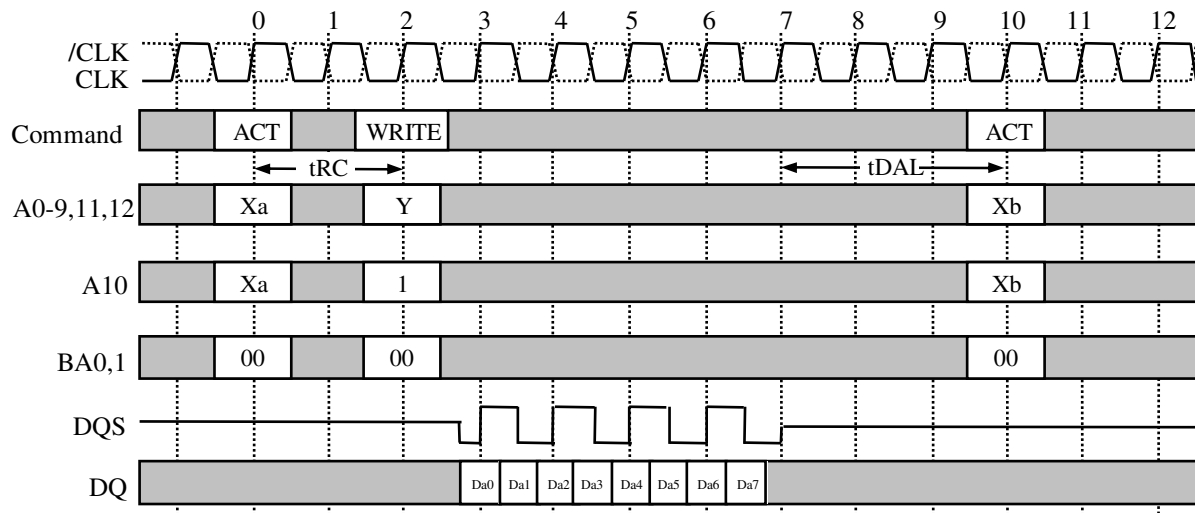 0 1 2 3 4 5 6 7 8 9 10 11 12
/CLK
CLK
Command ACT WRITE ACT
tRC tDAL
A0-9,11,12 Xa Y Xb
A10 Xa 1 Xb
BA0,1 00 00 00
DQS
DQ Da0 Da1 Da2 Da3 Da4 Da5 Da6 Da7